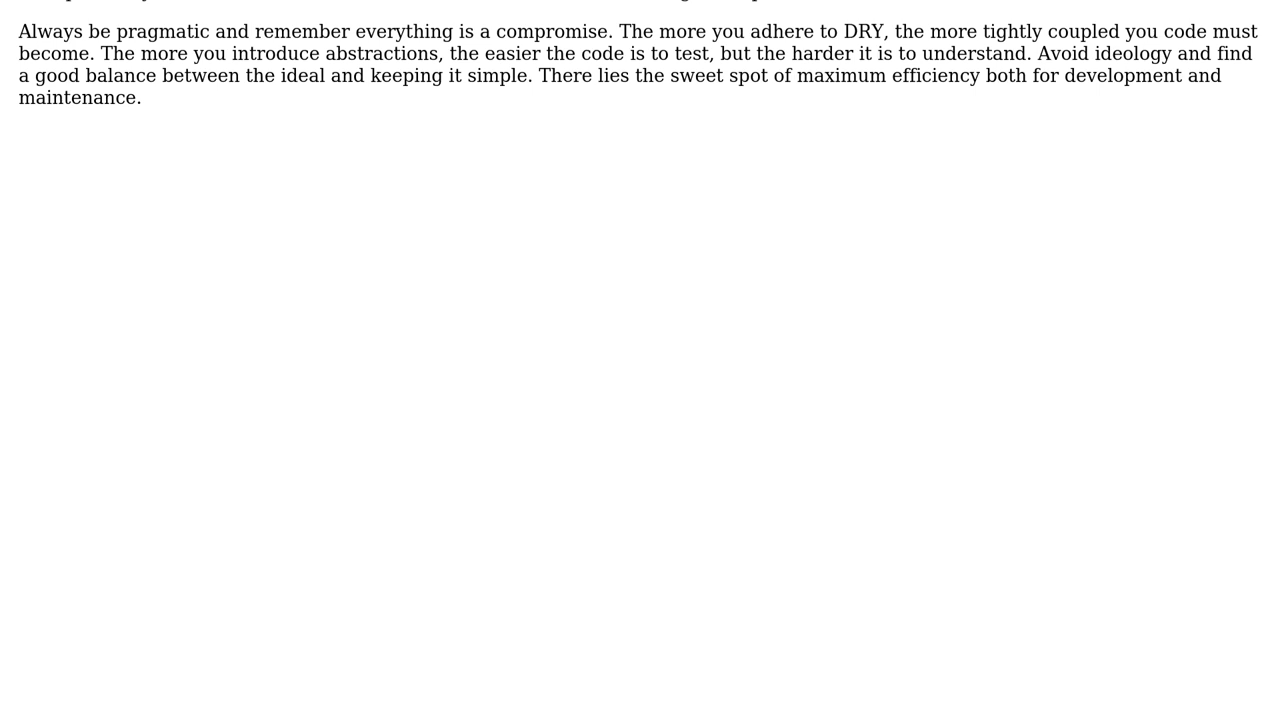 Always be pragmatic and remember everything is a compromise. The more you adhere to DRY, the more tightly coupled you code must
become. The more you introduce abstractions, the easier the code is to test, but the harder it is to understand. Avoid ideology and find
a good balance between the ideal and keeping it simple. There lies the sweet spot of maximum efficiency both for development and
maintenance.